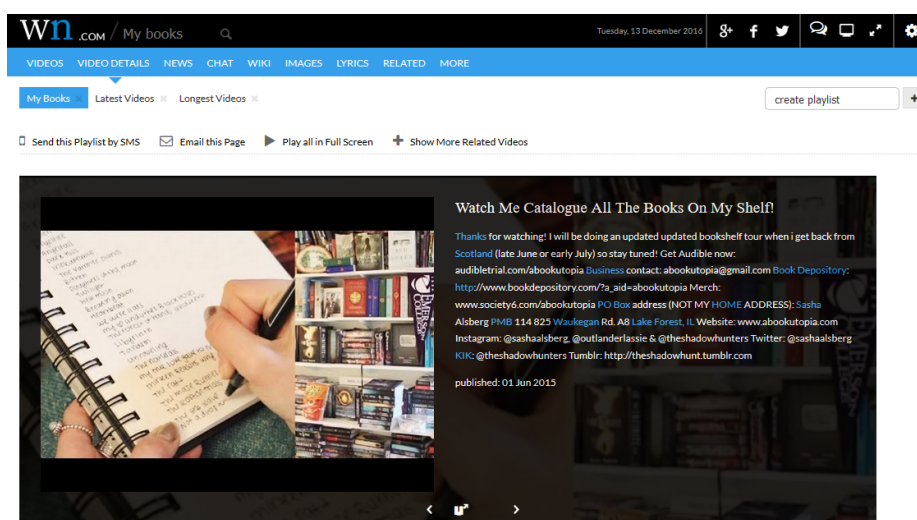 Wn.com / My books
Tuesday, 13 December 2016
VIDEOS VIDEO DETAILS NEWS CHAT WIKI IMAGES LYRICS RELATED MORE
My Books × Latest Videos × Longest Videos ×
create playlist
Send this Playlist by SMS Email this Page Play all in Full Screen Show More Related Videos
Watch Me Catalogue All The Books On My Shelf!
Thanks for watching! I will be doing an updated updated bookshelf tour when i get back from
Scotland (late June or early July) so stay tuned! Get Audible now:
audibletrial.com/abookutopia Business contact: abookutopia@gmail.com Book Depository:
http://www.bookdepository.com/?a_aid=abookutopia Merch:
www.society6.com/abookutopia PO Box address (NOT MY HOME ADDRESS): Sasha
Alsberg PMB 114 825 Waukegan Rd. A8 Lake Forest, IL Website: www.abookutopia.com
Instagram: @sashaalsberg, @outlanderlassie & @theshadowhunters Twitter: @sashaalsberg
KIK: @theshadowhunters Tumblr: http://theshadowhunt.tumblr.com
published: 01 Jun 2015
EMERSON
COLLEGE